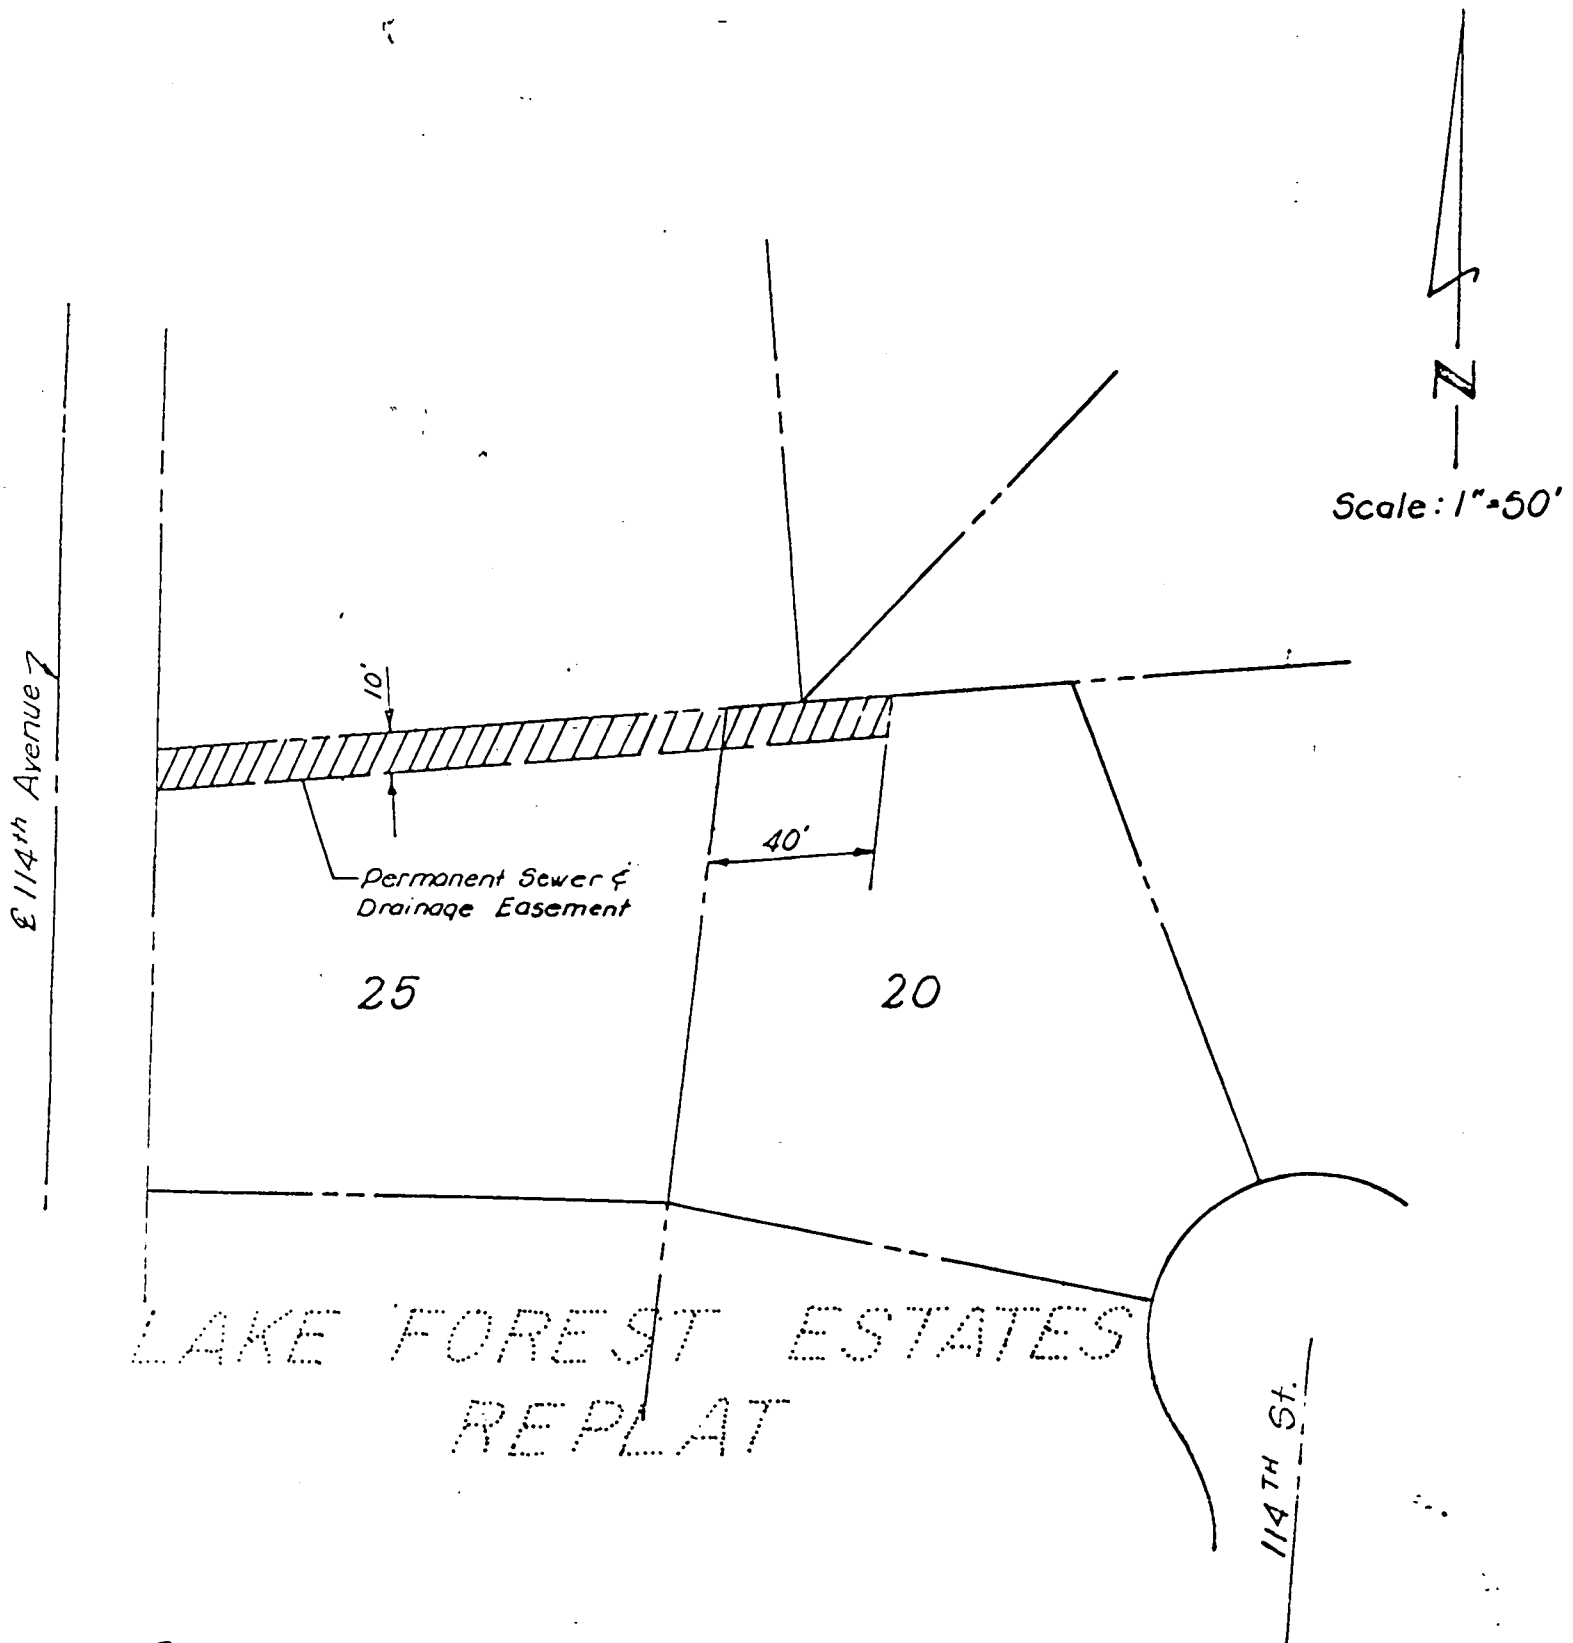 N
Scale: 1"=50'
℄ 114th Avenue
10'
40'
Permanent Sewer &
Drainage Easement
25
20
LAKE FOREST ESTATES
REPLAT
114TH St.